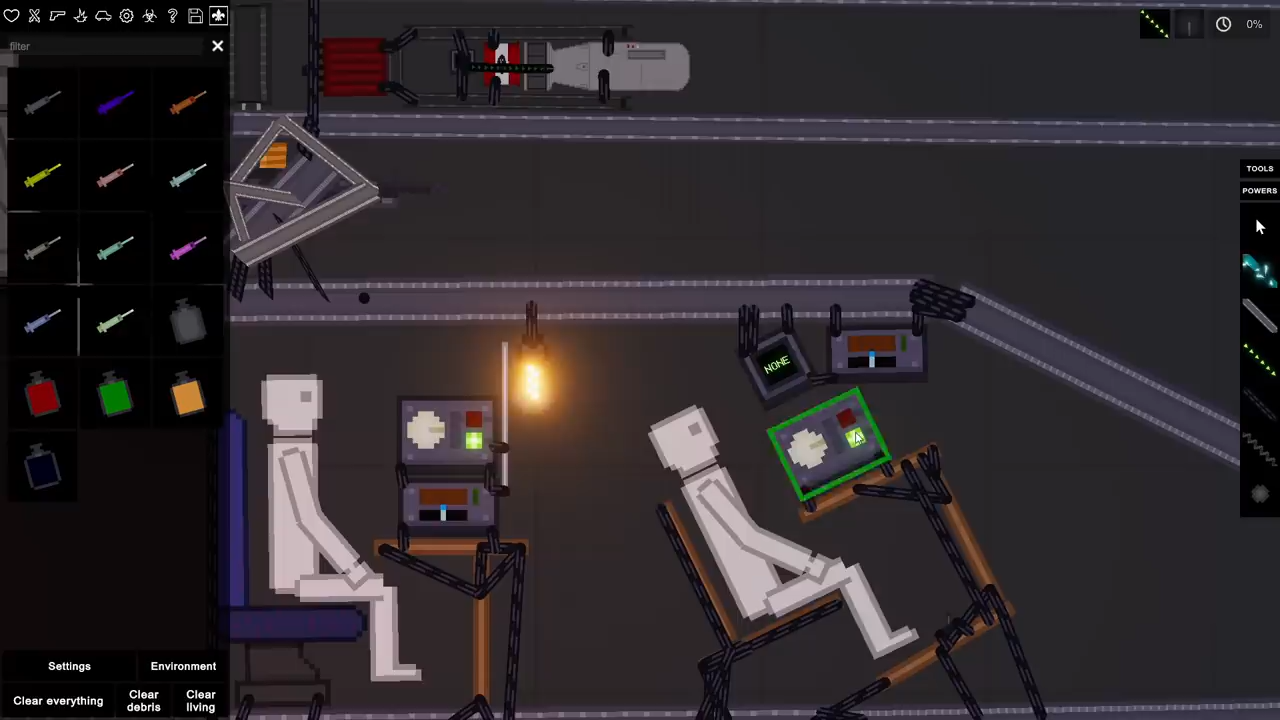 filter
0%
TOOLS
POWERS
NONE
Settings
Environment
Clear everything
Clear debris
Clear living